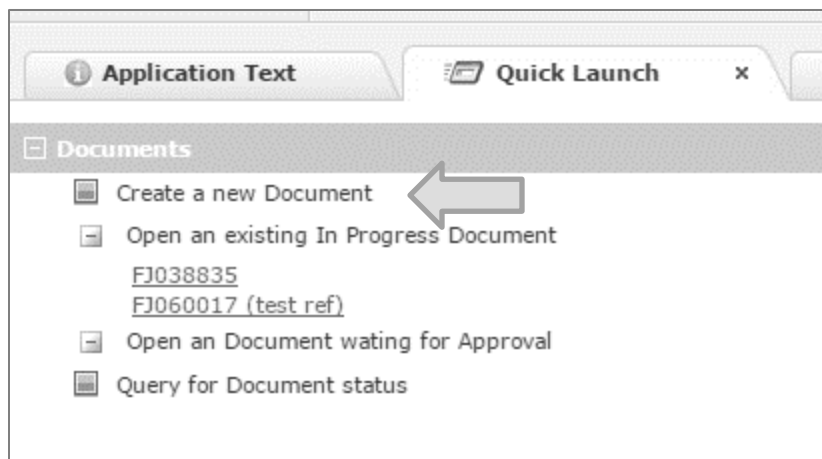 Application Text
Quick Launch
Documents
Create a new Document
Open an existing In Progress Document
FJ038835
FJ060017 (test ref)
Open an Document wating for Approval
Query for Document status